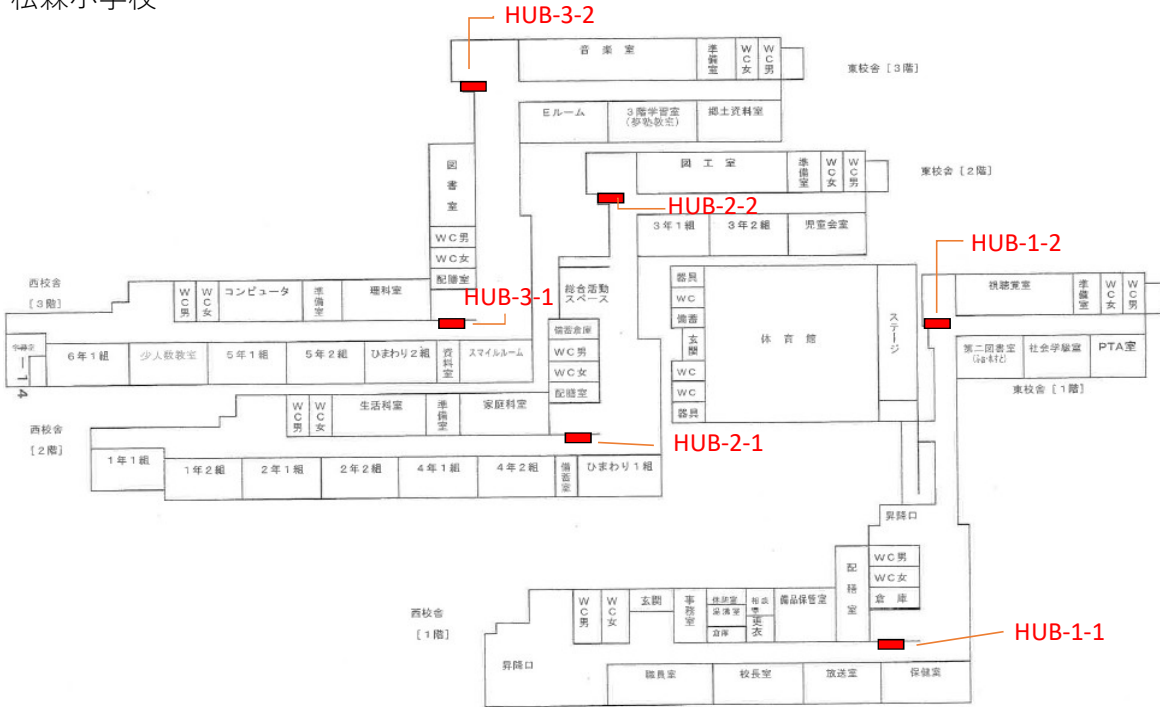 松森小学校
HUB-3-2
音楽室
準備室
WC女
WC男
東校舎［3階］
Eルーム
3階学習室
(夢塾教室)
郷土資料室
図書室
WC男
WC女
配膳室
図工室
準備室
WC女
WC男
東校舎［2階］
HUB-2-2
3年1組
3年2組
児童会室
西校舎
［3階］
WC男
WC女
コンピュータ
準備室
理科室
HUB-3-1
6年1組
少人数教室
5年1組
5年2組
ひまわり2組
資料室
スマイルルーム
総合活動
スペース
備蓄倉庫
WC男
WC女
配膳室
器具
WC
備蓄
玄関
WC
WC
器具
体育館
ステージ
HUB-1-2
視聴覚室
準備室
WC女
WC男
第二図書室
社会学習室
PTA室
東校舎［1階］
西校舎
［2階］
WC男
WC女
生活科室
準備室
家庭科室
HUB-2-1
1年1組
1年2組
2年1組
2年2組
4年1組
4年2組
備蓄室
ひまわり1組
昇降口
WC男
WC女
倉庫
配膳室
西校舎
［1階］
WC男
WC女
玄関
事務室
湯沸室
倉庫
更衣
備品保管室
HUB-1-1
昇降口
職員室
校長室
放送室
保健室